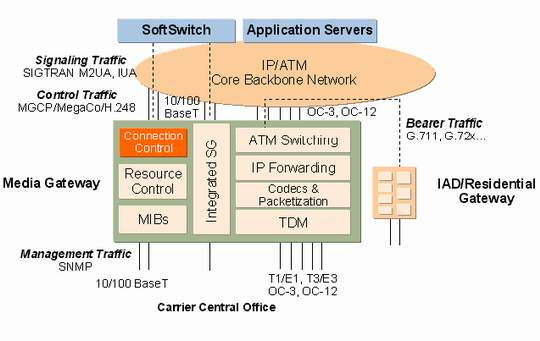 SoftSwitch
Application Servers
Signaling Traffic
SIGTRAN M2UA, IUA
IP/ATM
Core Backbone Network
Control Traffic
MGCP/MegaCo/H.248
10/100
BaseT
OC-3, OC-12
Bearer Traffic
G.711, G.72x...
Media Gateway
Connection
Control
Resource
Control
MIBs
Integrated SG
ATM Switching
IP Forwarding
Codecs &
Packetization
TDM
IAD/Residential
Gateway
Management Traffic
SNMP
10/100 BaseT
T1/E1, T3/E3
OC-3, OC-12
Carrier Central Office